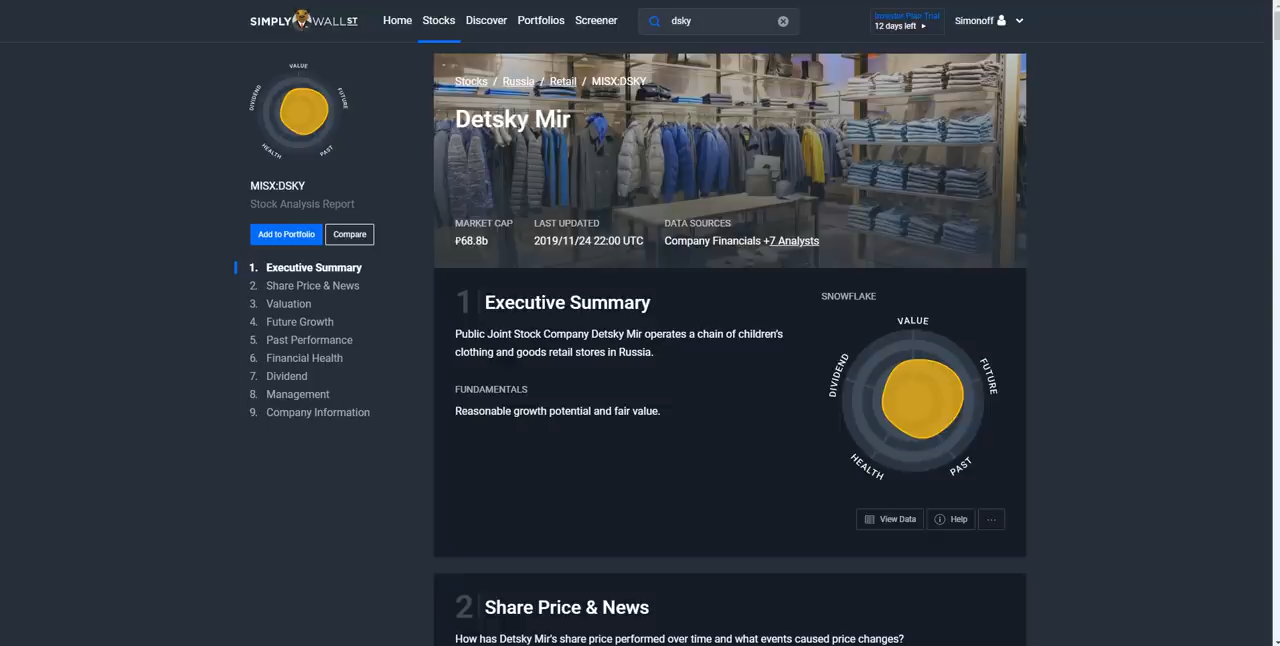 SIMPLY WALL ST
Home Stocks Discover Portfolios Screener
dsky
Investor Plan Trial
12 days left ▸
Simonoff
VALUE
FUTURE
PAST
HEALTH
DIVIDEND
MISX:DSKY
Stock Analysis Report
Add to Portfolio
Compare
1. Executive Summary
2. Share Price & News
3. Valuation
4. Future Growth
5. Past Performance
6. Financial Health
7. Dividend
8. Management
9. Company Information
Stocks / Russia / Retail / MISX:DSKY
Detsky Mir
MARKET CAP
₽68.8b
LAST UPDATED
2019/11/24 22:00 UTC
DATA SOURCES
Company Financials +7 Analysts
1 Executive Summary
Public Joint Stock Company Detsky Mir operates a chain of children's
clothing and goods retail stores in Russia.
FUNDAMENTALS
Reasonable growth potential and fair value.
SNOWFLAKE
VALUE
FUTURE
PAST
HEALTH
DIVIDEND
View Data
Help
...
2 Share Price & News
How has Detsky Mir's share price performed over time and what events caused price changes?